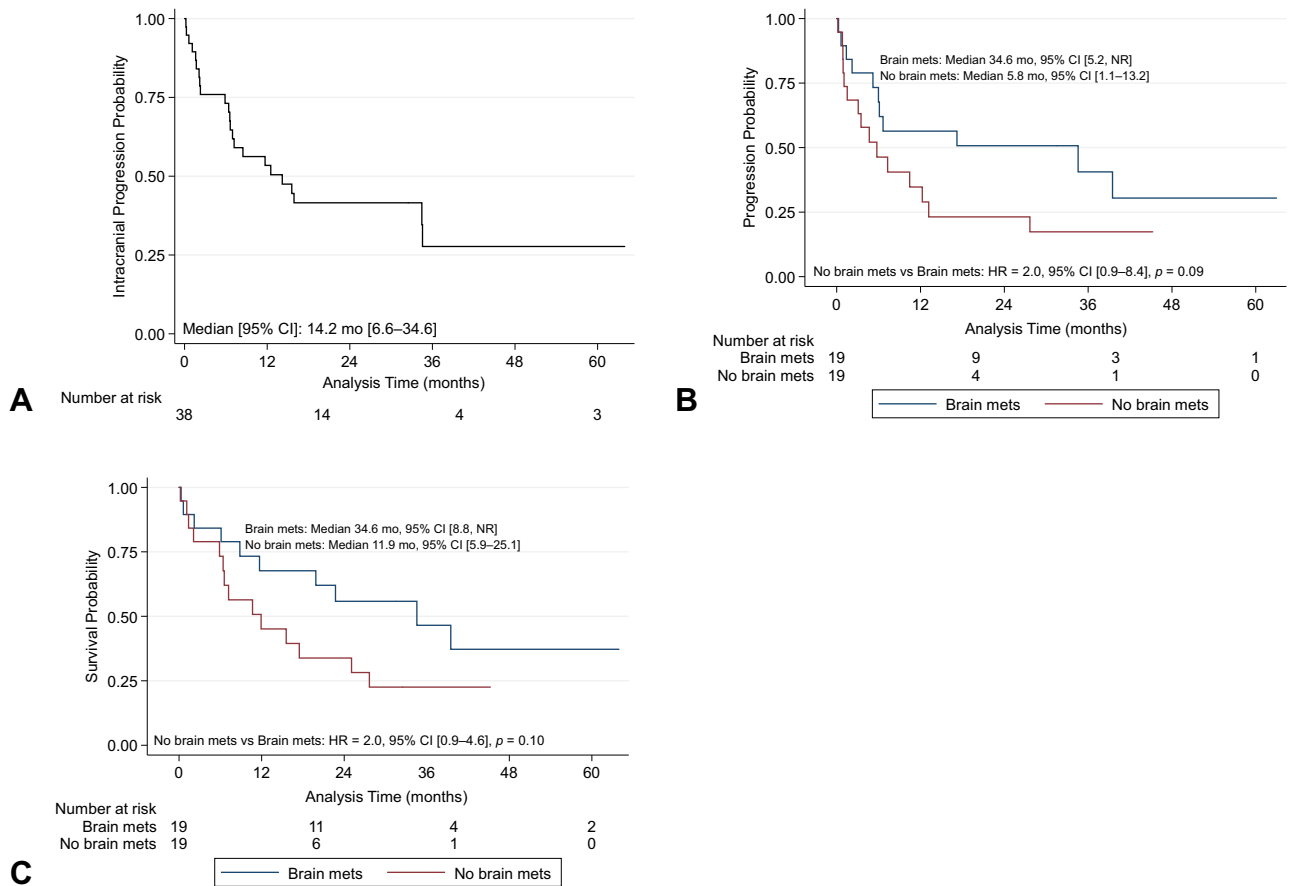 1.00
0.75
0.50
0.25
0.00
Intracranial Progression Probability
Median [95% CI]: 14.2 mo [6.6–34.6]
0 12 24 36 48 60
Analysis Time (months)
Number at risk
38 14 4 3
A
1.00
0.75
0.50
0.25
0.00
Progression Probability
Brain mets: Median 34.6 mo, 95% CI [5.2, NR]
No brain mets: Median 5.8 mo, 95% CI [1.1–13.2]
No brain mets vs Brain mets: HR = 2.0, 95% CI [0.9–8.4], p = 0.09
0 12 24 36 48 60
Analysis Time (months)
Number at risk
Brain mets 19 9 3 1
No brain mets 19 4 1 0
Brain mets No brain mets
B
1.00
0.75
0.50
0.25
0.00
Survival Probability
Brain mets: Median 34.6 mo, 95% CI [8.8, NR]
No brain mets: Median 11.9 mo, 95% CI [5.9–25.1]
No brain mets vs Brain mets: HR = 2.0, 95% CI [0.9–4.6], p = 0.10
0 12 24 36 48 60
Analysis Time (months)
Number at risk
Brain mets 19 11 4 2
No brain mets 19 6 1 0
Brain mets No brain mets
C